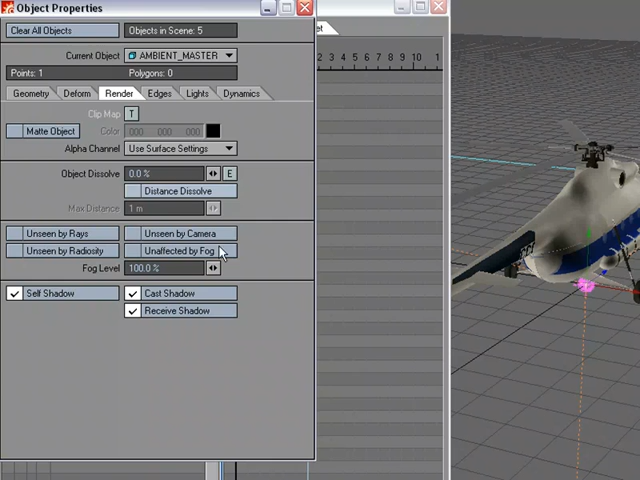 Object Properties
Clear All Objects
Objects in Scene: 5
Current Object
AMBIENT_MASTER
Points: 1
Polygons: 0
Geometry
Deform
Render
Edges
Lights
Dynamics
Clip Map
T
Matte Object
Color
000 000 000
Alpha Channel
Use Surface Settings
Object Dissolve
0.0 %
E
Distance Dissolve
Max Distance
1 m
Unseen by Rays
Unseen by Camera
Unseen by Radiosity
Unaffected by Fog
Fog Level
100.0 %
Self Shadow
Cast Shadow
Receive Shadow
2 3 4 5 6 7 8 9 10 1